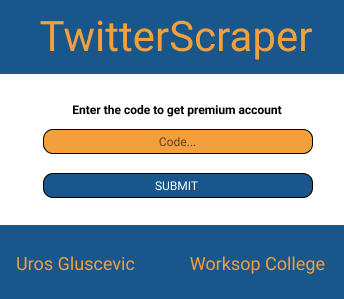 TwitterScraper
Enter the code to get premium account
Code...
SUBMIT
Uros Gluscevic Worksop College